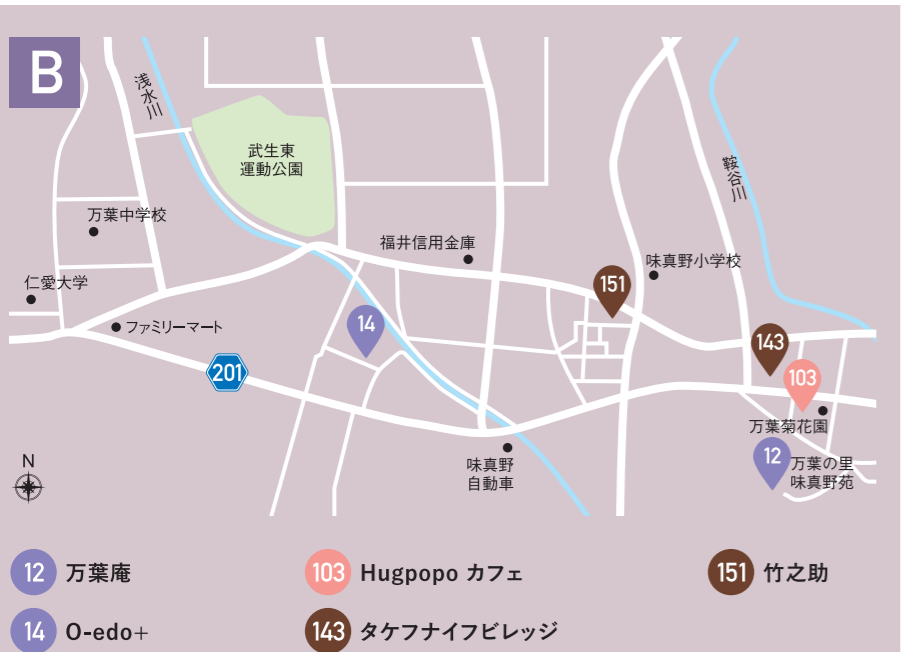 B
浅水川
武生東
運動公園
鞍谷川
万葉中学校
福井信用金庫
味真野小学校
仁愛大学
151
ファミリーマート
14
143
201
103
万葉菊花園
12
万葉の里
味真野苑
味真野
自動車
N
12 万葉庵
103 Hugpopo カフェ
151 竹之助
14 O-edo+
143 タケフナイフビレッジ